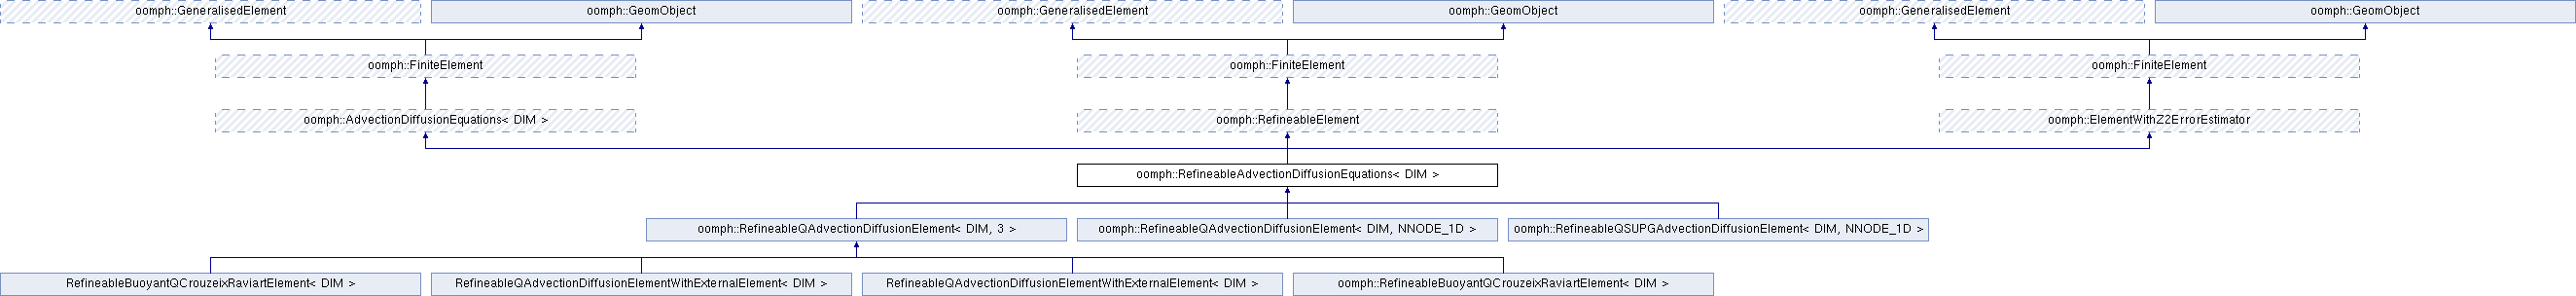 oomph::GeneralisedElement
oomph::GeomObject
oomph::GeneralisedElement
oomph::GeomObject
oomph::GeneralisedElement
oomph::GeomObject
oomph::FiniteElement
oomph::FiniteElement
oomph::FiniteElement
oomph::AdvectionDiffusionEquations< DIM >
oomph::RefineableElement
oomph::ElementWithZ2ErrorEstimator
oomph::RefineableAdvectionDiffusionEquations< DIM >
oomph::RefineableQAdvectionDiffusionElement< DIM, 3 >
oomph::RefineableQAdvectionDiffusionElement< DIM, NNODE_1D >
oomph::RefineableQSUPGAdvectionDiffusionElement< DIM, NNODE_1D >
RefineableBuoyantQCrouzeixRaviartElement< DIM >
RefineableQAdvectionDiffusionElementWithExternalElement< DIM >
RefineableQAdvectionDiffusionElementWithExternalElement< DIM >
oomph::RefineableBuoyantQCrouzeixRaviartElement< DIM >